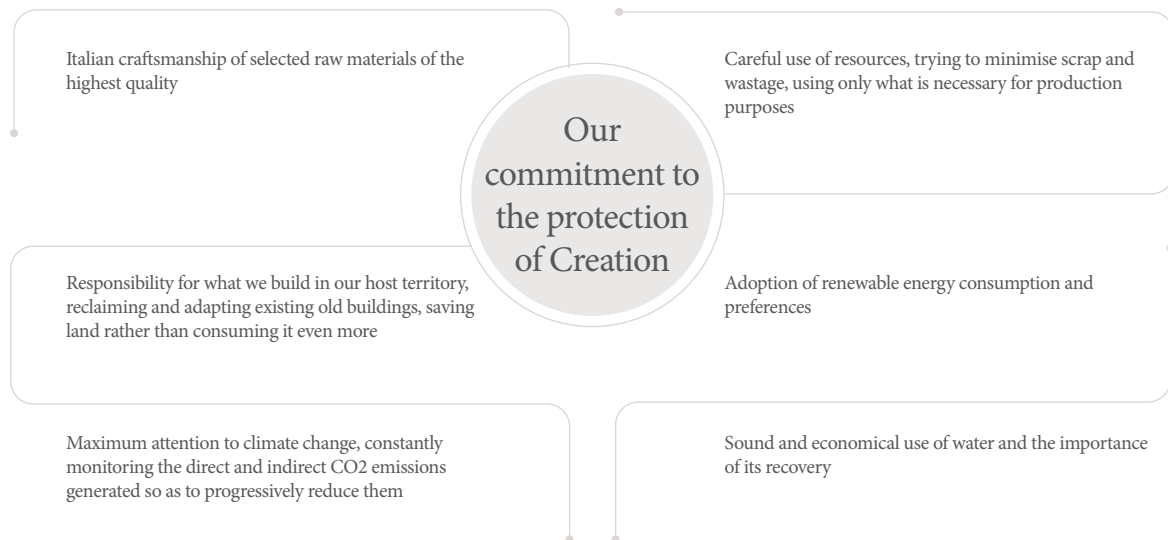 Italian craftsmanship of selected raw materials of the
highest quality
Careful use of resources, trying to minimise scrap and
wastage, using only what is necessary for production
purposes
Our
commitment to
the protection
of Creation
Responsibility for what we build in our host territory,
reclaiming and adapting existing old buildings, saving
land rather than consuming it even more
Adoption of renewable energy consumption and
preferences
Maximum attention to climate change, constantly
monitoring the direct and indirect CO2 emissions
generated so as to progressively reduce them
Sound and economical use of water and the importance
of its recovery